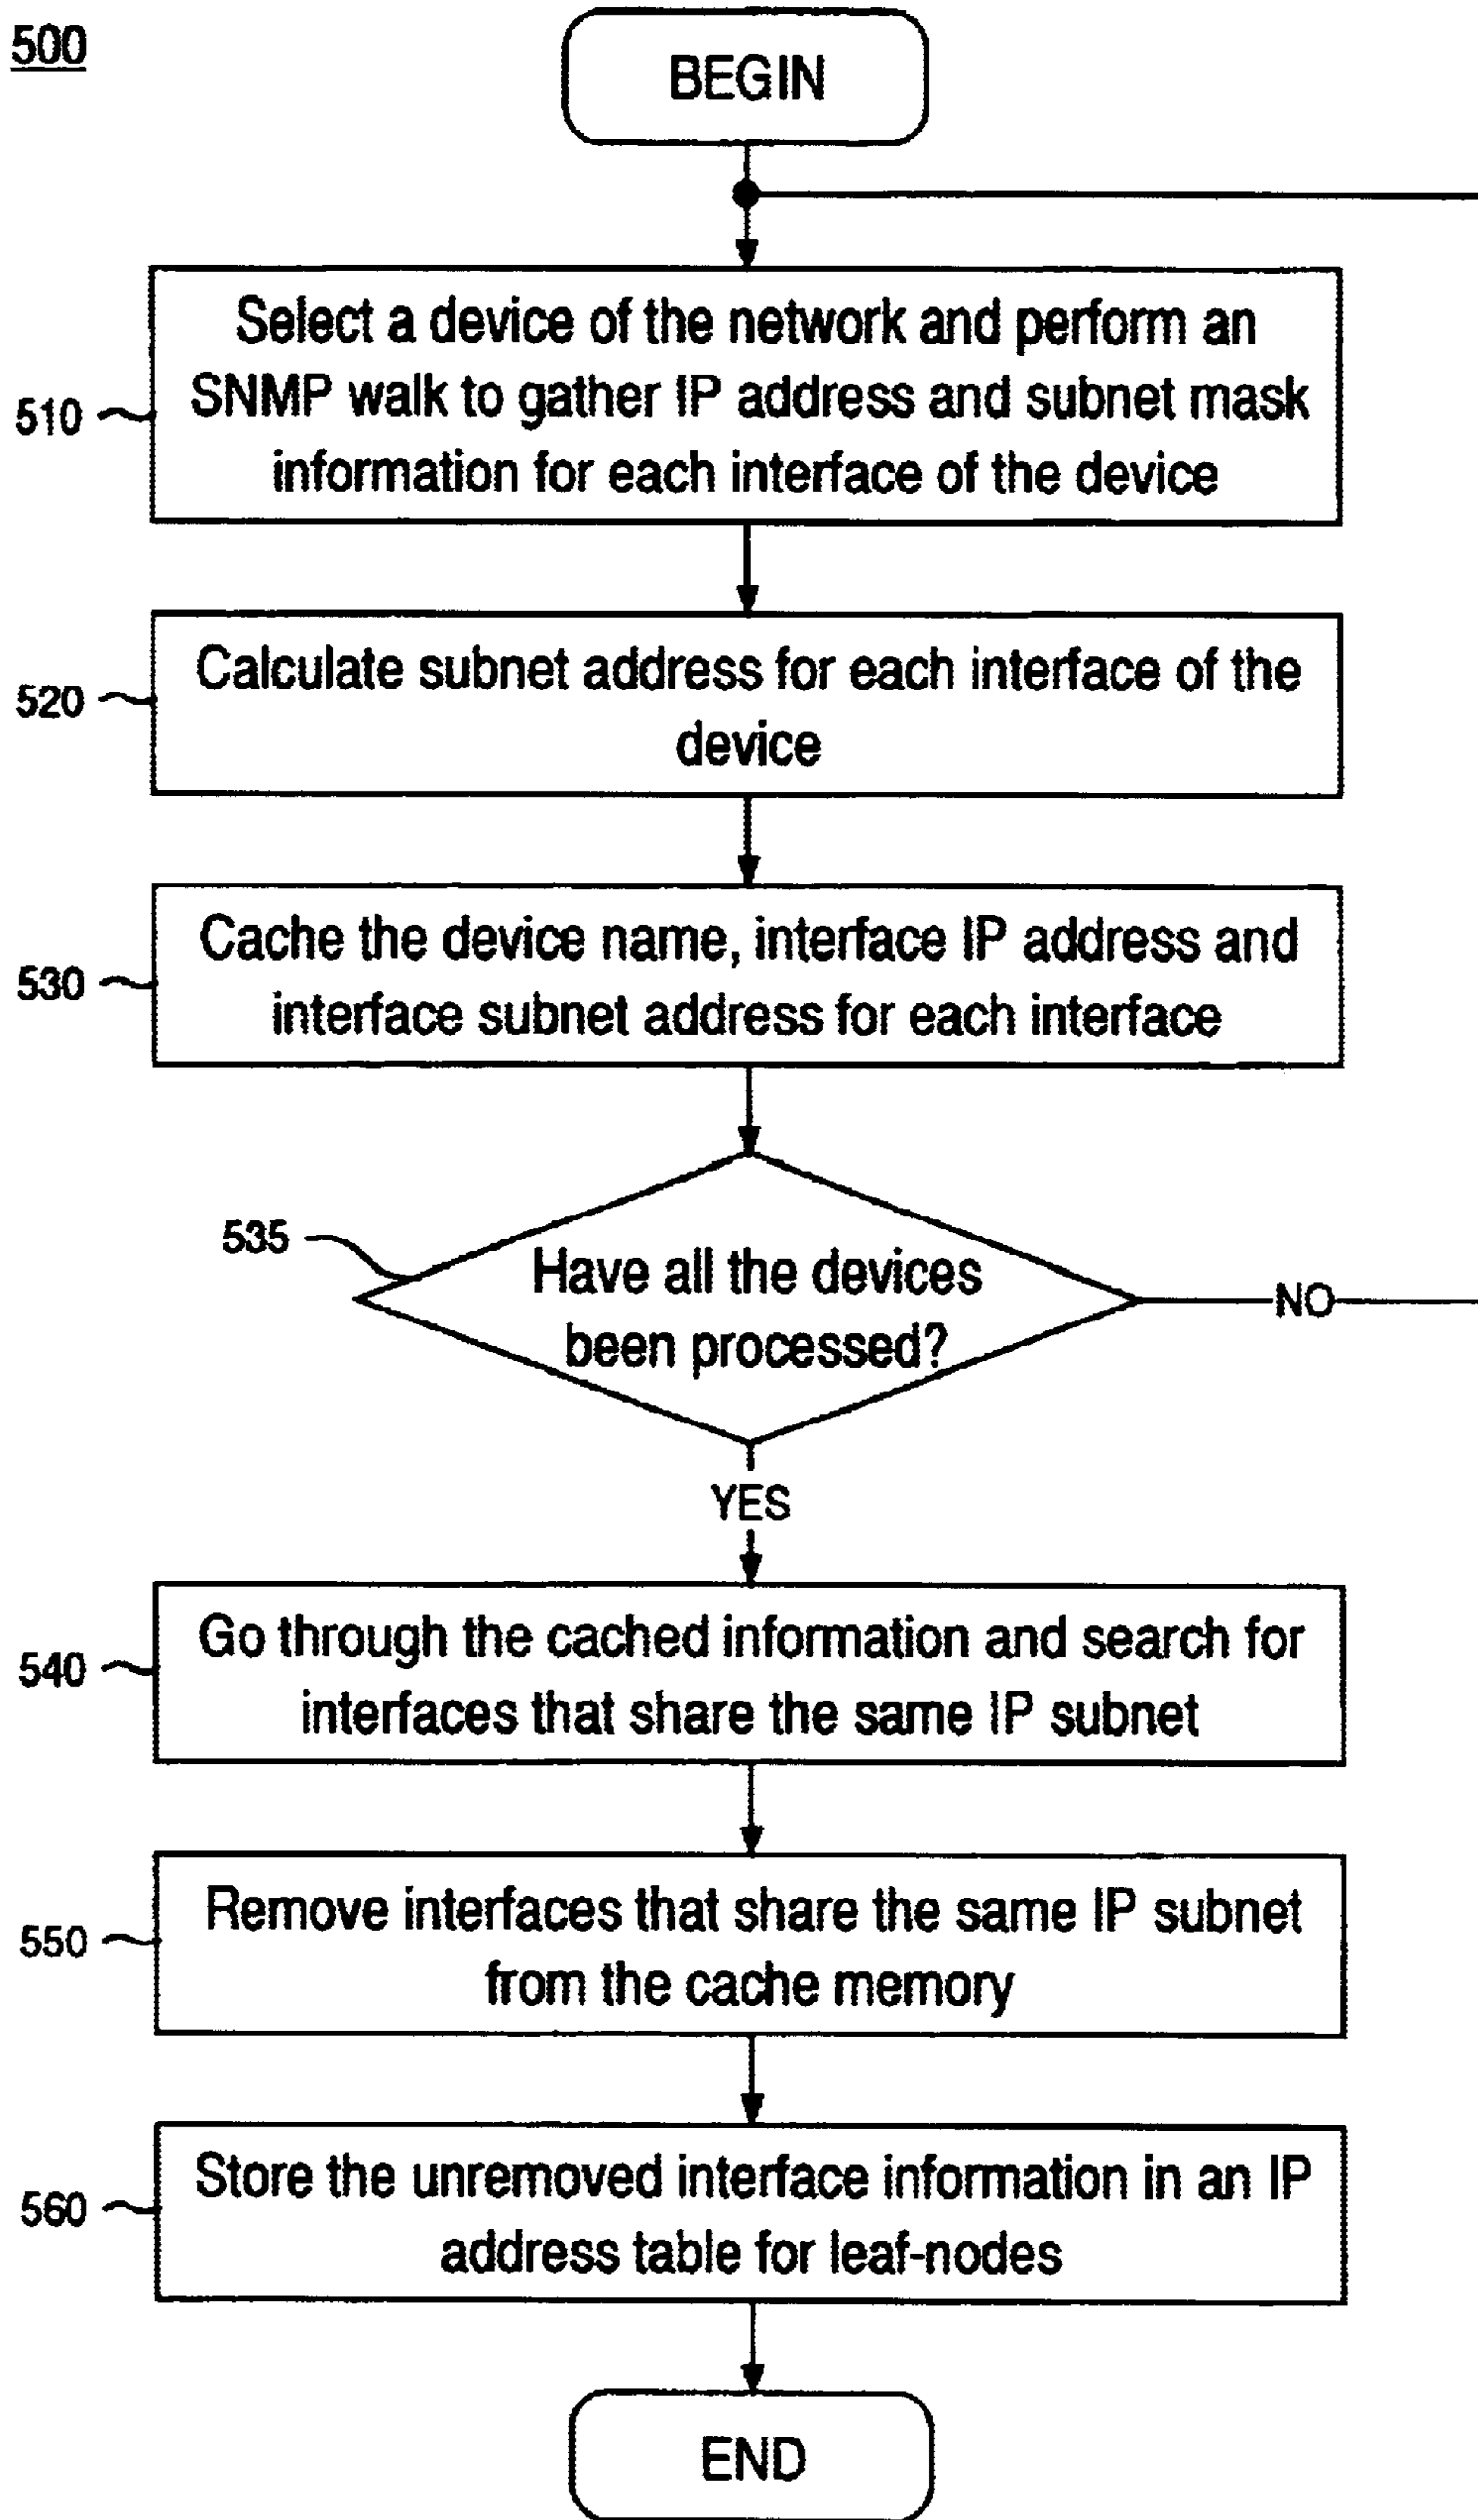 500
BEGIN
510
Select a device of the network and perform an
SNMP walk to gather IP address and subnet mask
information for each interface of the device
520
Calculate subnet address for each interface of the
device
530
Cache the device name, interface IP address and
interface subnet address for each interface
535
Have all the devices
been processed?
NO
YES
540
Go through the cached information and search for
interfaces that share the same IP subnet
550
Remove interfaces that share the same IP subnet
from the cache memory
560
Store the unremoved interface information in an IP
address table for leaf-nodes
END